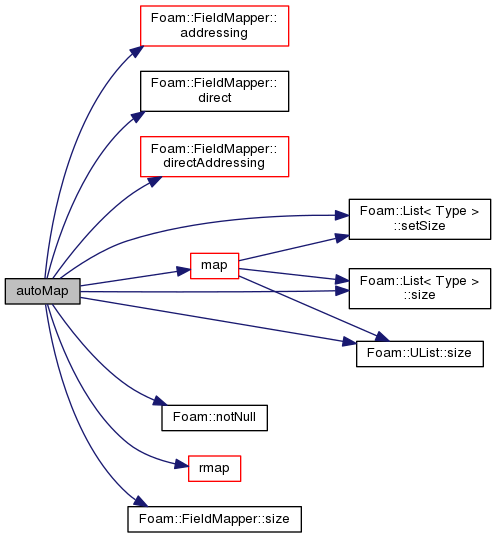 Foam::FieldMapper::
addressing
Foam::FieldMapper::
direct
Foam::FieldMapper::
directAddressing
Foam::List< Type >
::setSize
map
autoMap
Foam::List< Type >
::size
Foam::UList::size
Foam::notNull
rmap
Foam::FieldMapper::size